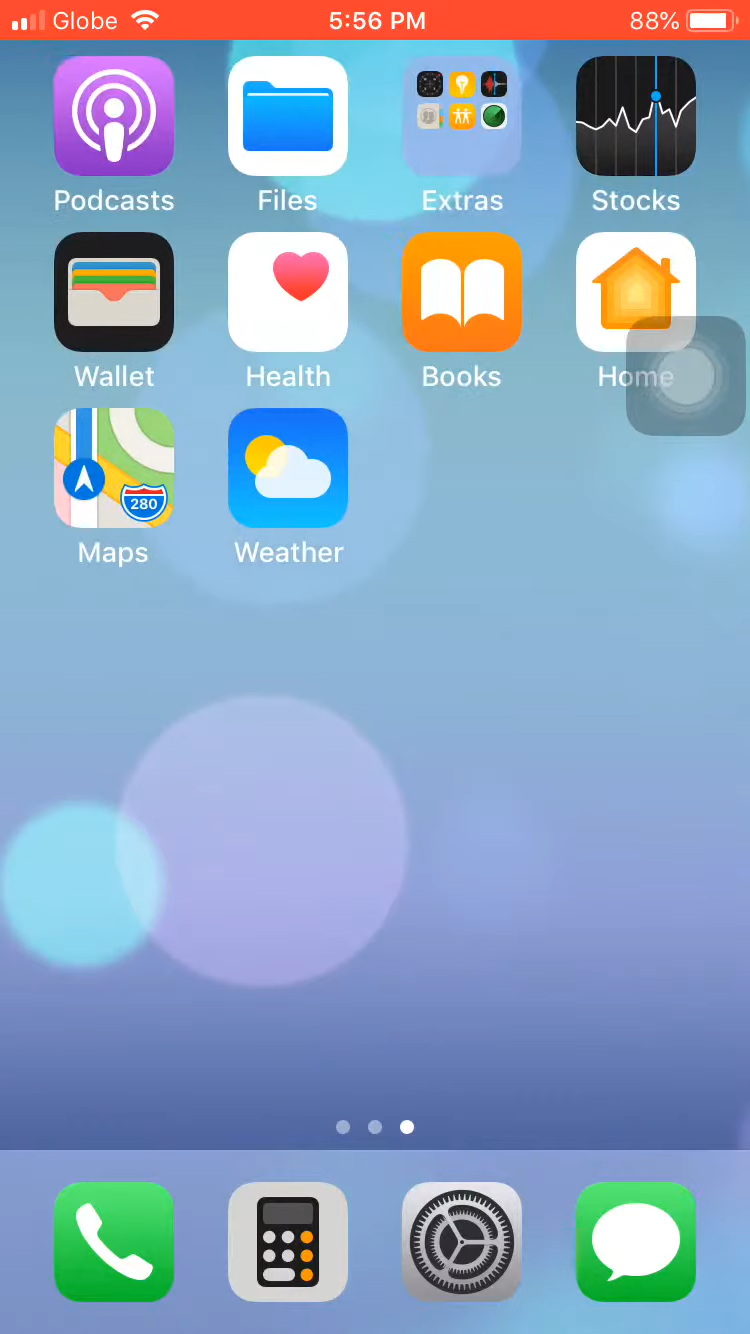 Globe 5:56 PM 88%
Podcasts Files Extras Stocks
Wallet Health Books Home
280
Maps Weather